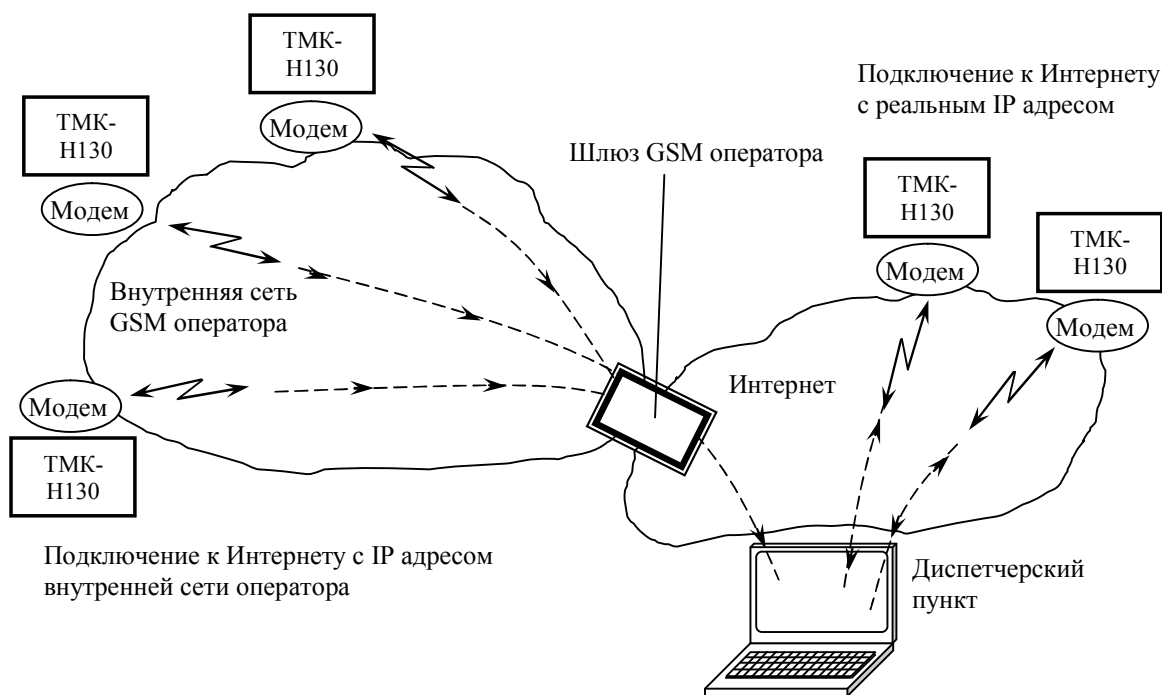 ТМК-
Н130
Модем
ТМК-
Н130
Модем
Подключение к Интернету
с реальным IP адресом
Шлюз GSM оператора
ТМК-
Н130
Модем
ТМК-
Н130
Модем
Внутренняя сеть
GSM оператора
Интернет
Модем
ТМК-
Н130
Подключение к Интернету с IP адресом
внутренней сети оператора
Диспетчерский
пункт